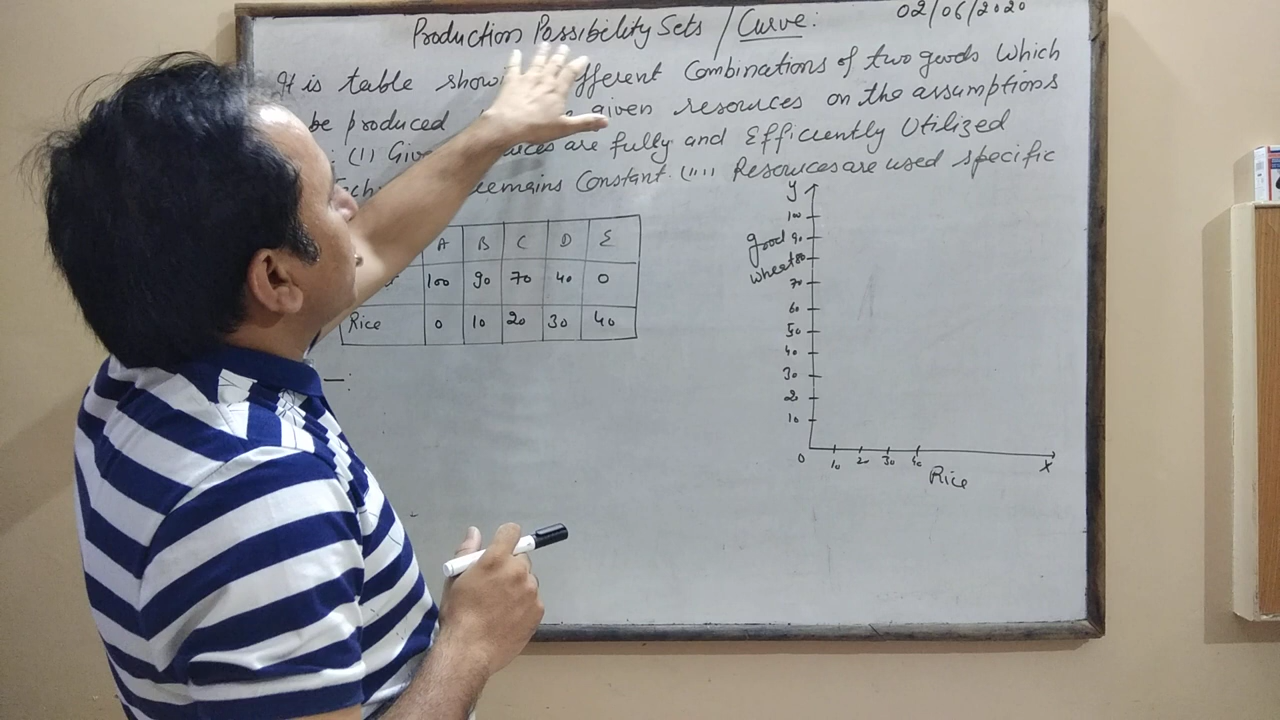 Production Possibility Sets / Curve: 02/06/2020
It is table fferent Combinations of two goods which
be produced given resources on the assumptions
: (1) are fully and Efficiently Utilized
remains Constant. (III) Resources are used specific
A B C D E
100 90 70 40 0
Rice 0 10 20 30 40
y
100
good 90
wheat 80
70
60
50
40
30
20
10
0 10 20 30 40 X
Rice